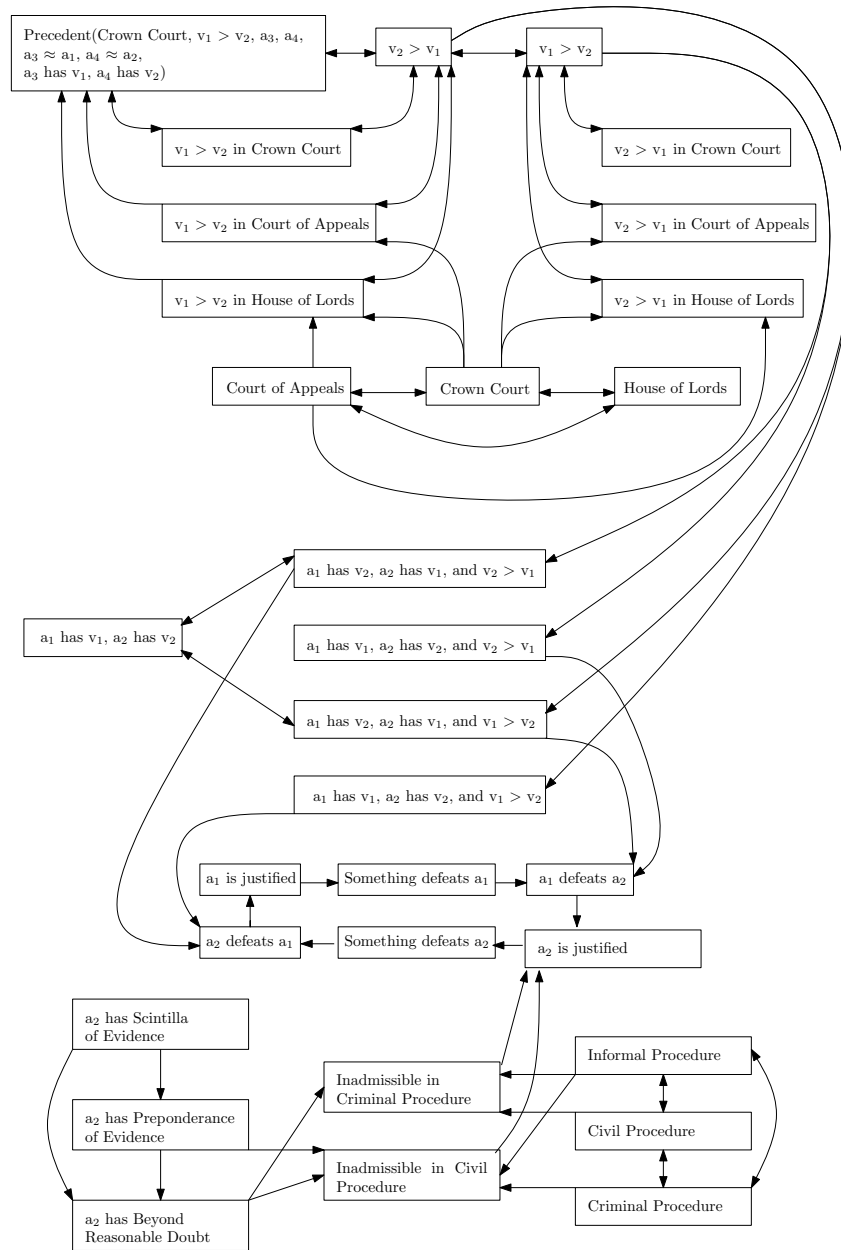 Precedent(Crown Court, v₁ > v₂, a₃, a₄,
a₃ ≈ a₁, a₄ ≈ a₂,
a₃ has v₁, a₄ has v₂)
v₂ > v₁
v₁ > v₂
v₁ > v₂ in Crown Court
v₂ > v₁ in Crown Court
v₁ > v₂ in Court of Appeals
v₂ > v₁ in Court of Appeals
v₁ > v₂ in House of Lords
v₂ > v₁ in House of Lords
Court of Appeals
Crown Court
House of Lords
a₁ has v₂, a₂ has v₁, and v₂ > v₁
a₁ has v₁, a₂ has v₂
a₁ has v₁, a₂ has v₂, and v₂ > v₁
a₁ has v₂, a₂ has v₁, and v₁ > v₂
a₁ has v₁, a₂ has v₂, and v₁ > v₂
a₁ is justified
Something defeats a₁
a₁ defeats a₂
a₂ defeats a₁
Something defeats a₂
a₂ is justified
a₂ has Scintilla
of Evidence
Inadmissible in
Criminal Procedure
Informal Procedure
a₂ has Preponderance
of Evidence
Civil Procedure
Inadmissible in Civil
Procedure
a₂ has Beyond
Reasonable Doubt
Criminal Procedure